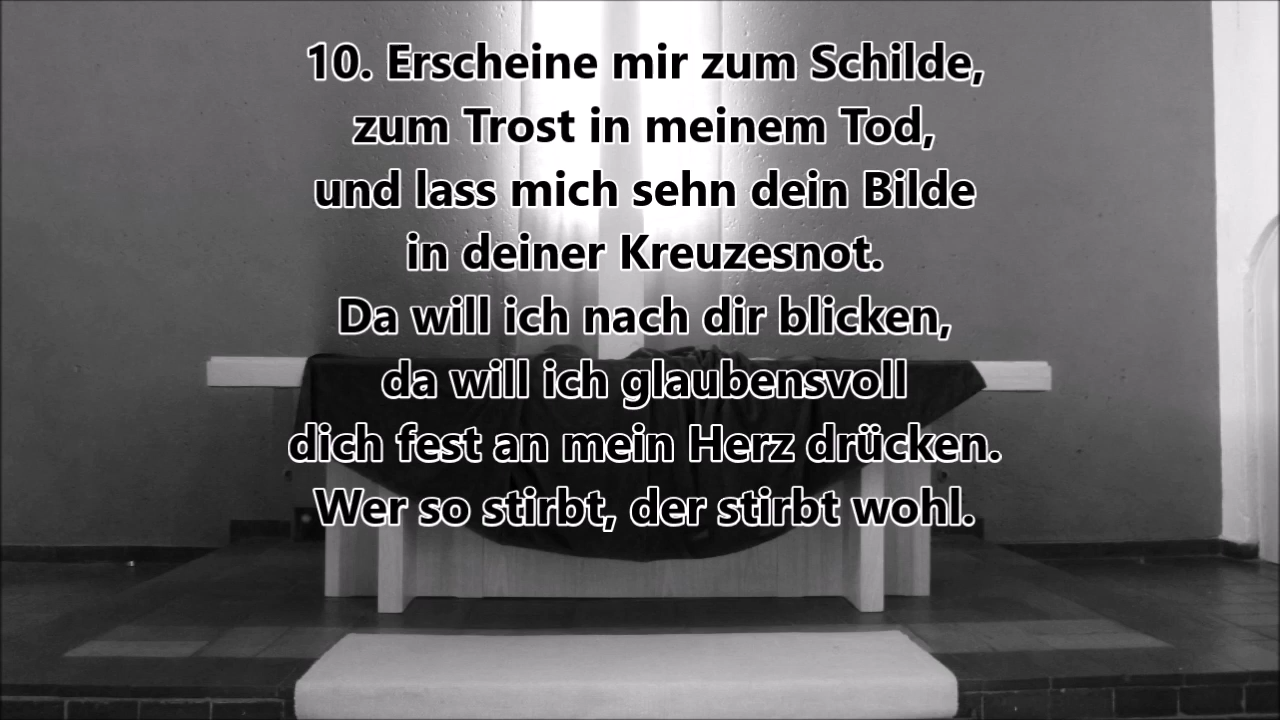 10. Erscheine mir zum Schilde,
zum Trost in meinem Tod,
und lass mich sehn dein Bilde
in deiner Kreuzesnot.
Da will ich nach dir blicken,
da will ich glaubensvoll
dich fest an mein Herz drücken.
Wer so stirbt, der stirbt wohl.